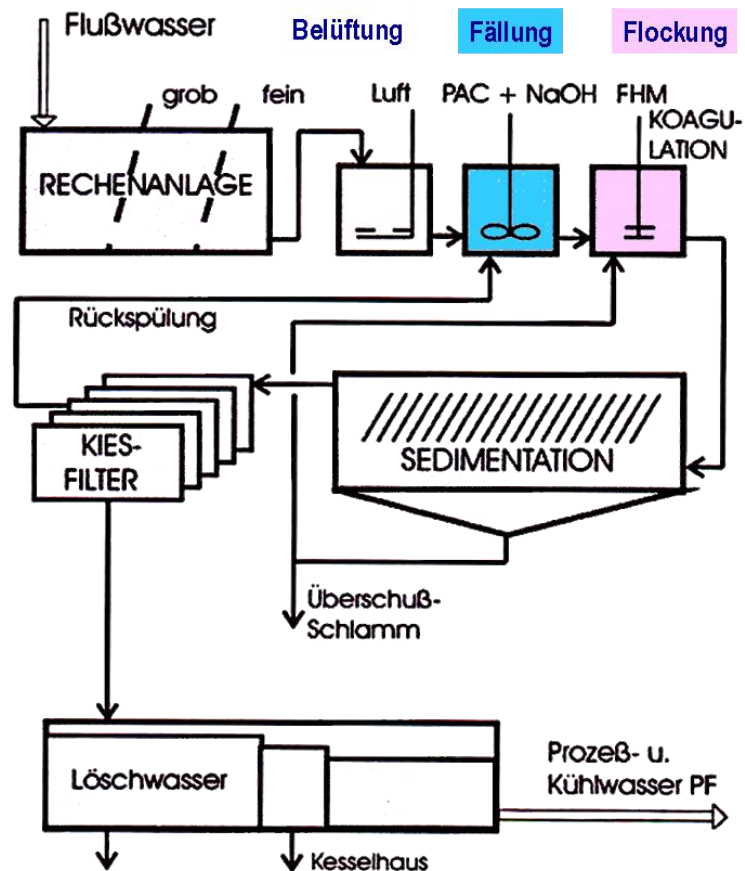 Flußwasser
Belüftung
Fällung
Flockung
grob
fein
Luft
PAC + NaOH
FHM
KOAGU-
LATION
RECHENANLAGE
Rückspülung
KIES-
FILTER
SEDIMENTATION
Überschuß-
Schlamm
Löschwasser
Prozeß- u.
Kühlwasser PF
Kesselhaus